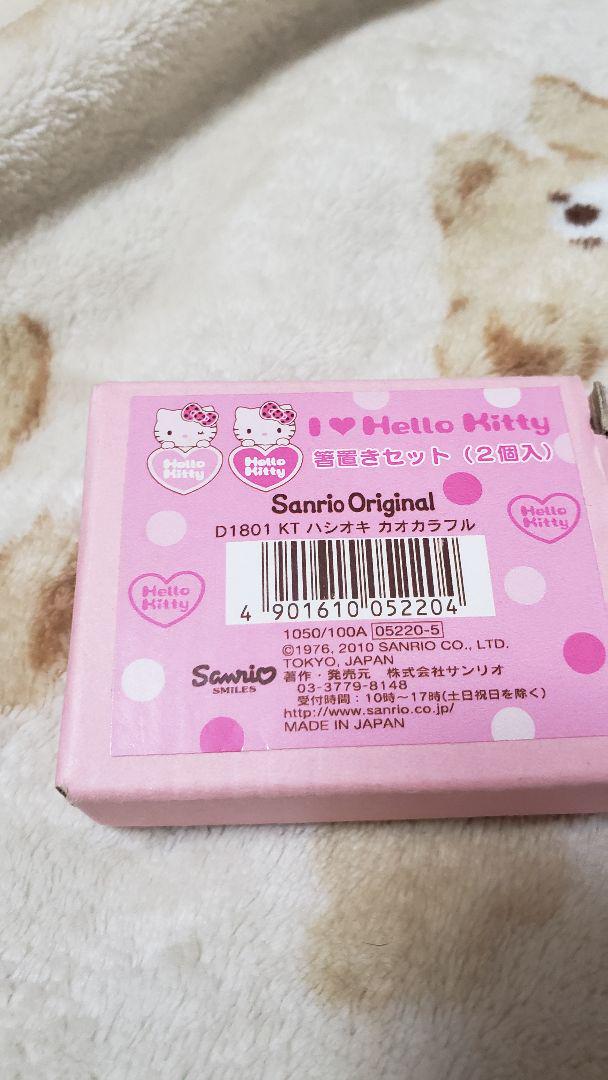 I ♥ Hello Kitty
箸置きセット（2個入）
Hello Kitty
Hello Kitty
Sanrio Original
D1801 KT ハシオキ カオカラフル
Hello Kitty
Hello Kitty
4 901610 052204
1050/100A 05220-5
©1976, 2010 SANRIO CO., LTD.
TOKYO, JAPAN
Sanrio SMILES
著作・発売元 株式会社サンリオ
03-3779-8148
受付時間：10時～17時(土日祝日を除く)
http://www.sanrio.co.jp/
MADE IN JAPAN